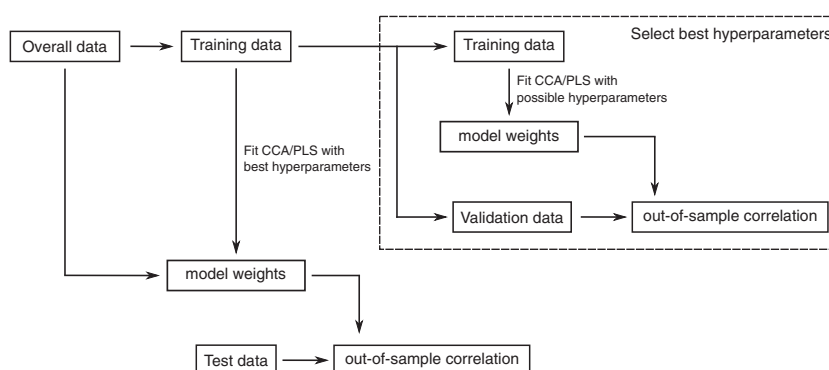 Overall data
Training data
Training data
Select best hyperparameters
Fit CCA/PLS with
possible hyperparameters
model weights
Fit CCA/PLS with
best hyperparameters
Validation data
out-of-sample correlation
model weights
Test data
out-of-sample correlation